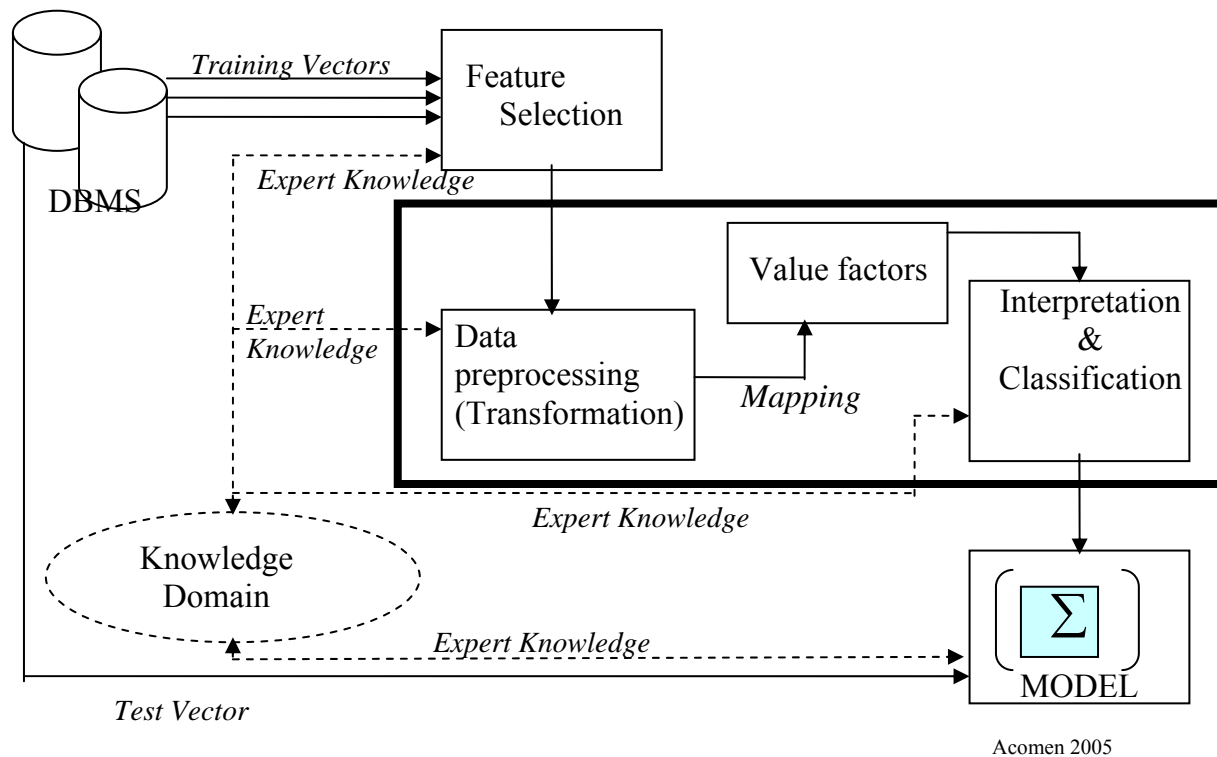 Training Vectors
Feature
Selection
DBMS
Expert Knowledge
Value factors
Interpretation
&
Classification
Expert
Knowledge
Data
preprocessing
(Transformation)
Mapping
Expert Knowledge
Knowledge
Domain
Expert Knowledge
Σ
MODEL
Test Vector
Acomen 2005